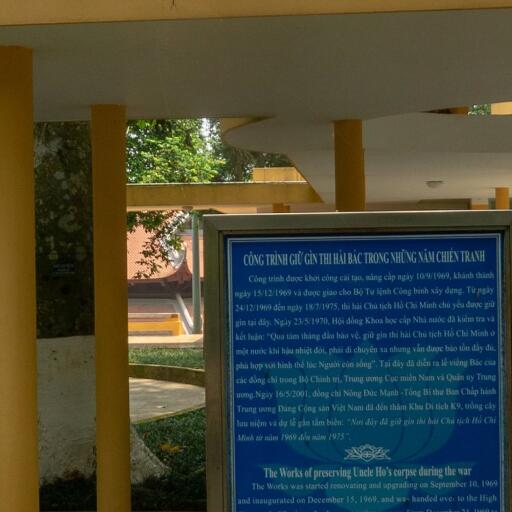 CÔNG TRÌNH GIỮ GÌN THI HÀI BÁC TRONG NHỮNG NĂM CHIẾN TRANH
Công trình được khởi công cải tạo, nâng cấp ngày 10/9/1969, khánh thành
ngày 15/12/1969 và được giao cho Bộ Tư lệnh Công binh xây dựng. Từ ngày
24/12/1969 đến ngày 18/7/1975, thi hài Chủ tịch Hồ Chí Minh chủ yếu được giữ
gìn tại đây. Ngày 23/5/1970, Hội đồng Khoa học cấp Nhà nước đã kiểm tra và
kết luận: "Qua tám tháng đầu bảo vệ, giữ gìn thi hài Chủ tịch Hồ Chí Minh ở
một nước khí hậu nhiệt đới, phải di chuyển xa nhưng vẫn được bảo tồn đầy đủ,
phù hợp với hình thể lúc Người còn sống". Tại đây đã diễn ra lễ viếng Bác của
các đồng chí trong Bộ Chính trị, Trung ương Cục miền Nam và Quân ủy Trung
ương.Ngày 16/5/2001, đồng chí Nông Đức Mạnh -Tổng Bí thư Ban Chấp hành
Trung ương Đảng Cộng sản Việt Nam đã đến thăm Khu Di tích K9, trồng cây
lưu niệm và dự lễ gắn tấm biển: "Nơi đây đã giữ gìn thi hài Chủ tịch Hồ Chí
Minh từ năm 1969 đến năm 1975".
The Works of preserving Uncle Ho's corpse during the war
The Works was started renovating and upgrading on September 10, 1969
and inaugurated on December 15, 1969, and was handed over to the High